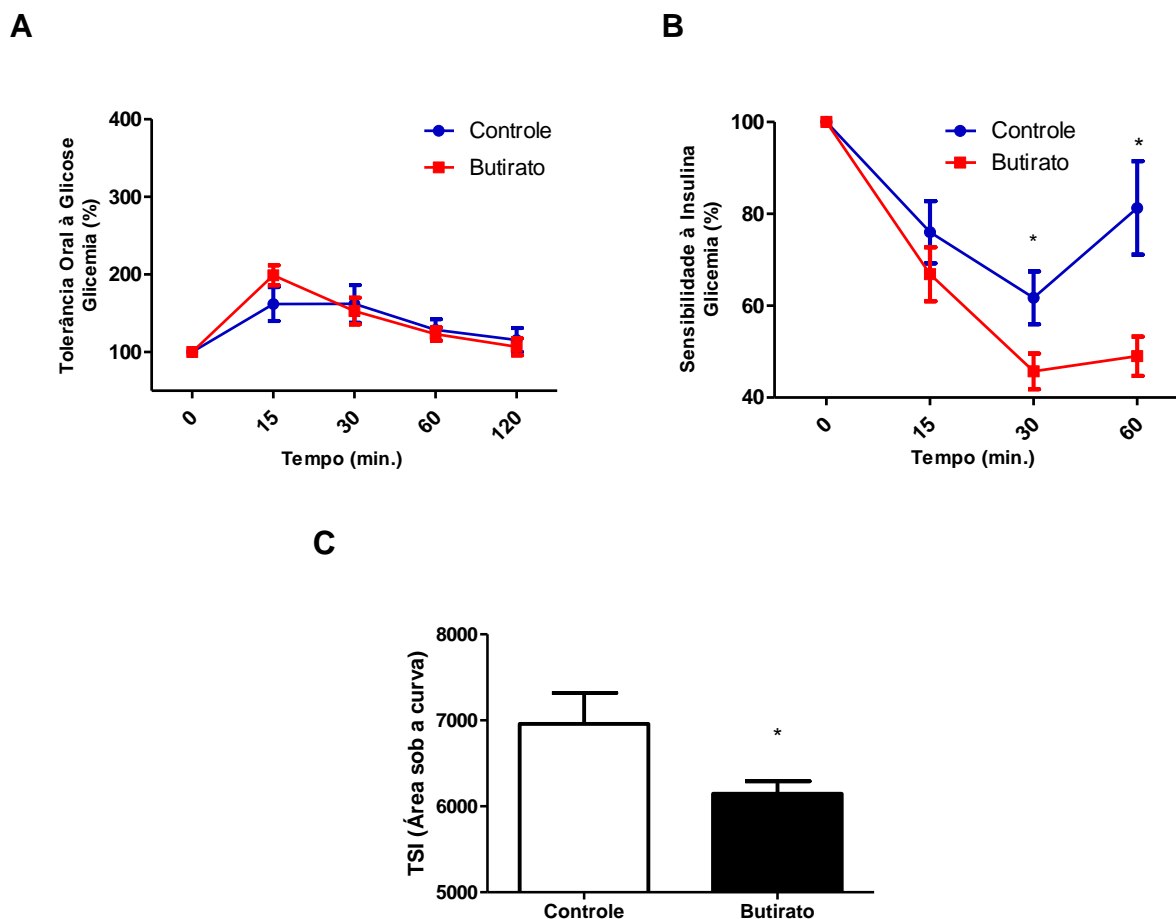 A
Tolerância Oral à Glicose
Glicemia (%)
400
300
200
100
Controle
Butirato
0
15
30
60
120
Tempo (min.)
B
Sensibilidade à Insulina
Glicemia (%)
100
80
60
40
Controle
Butirato
*
*
0
15
30
60
Tempo (min.)
C
TSI (Área sob a curva)
8000
7000
6000
5000
*
Controle
Butirato